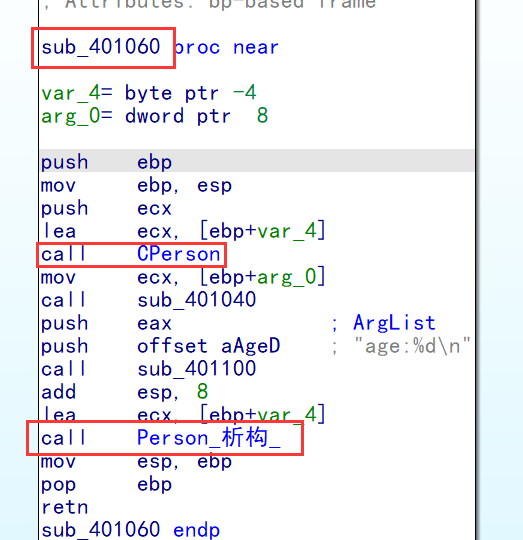 ; Attributes: bp-based frame
sub_401060 proc near
var_4= byte ptr -4
arg_0= dword ptr  8
push    ebp
mov     ebp, esp
push    ecx
lea     ecx, [ebp+var_4]
call    CPerson
mov     ecx, [ebp+arg_0]
call    sub_401040
push    eax             ; ArgList
push    offset aAgeD    ; "age:%d\n"
call    sub_401100
add     esp, 8
lea     ecx, [ebp+var_4]
call    Person_析构_
mov     esp, ebp
pop     ebp
retn
sub_401060 endp